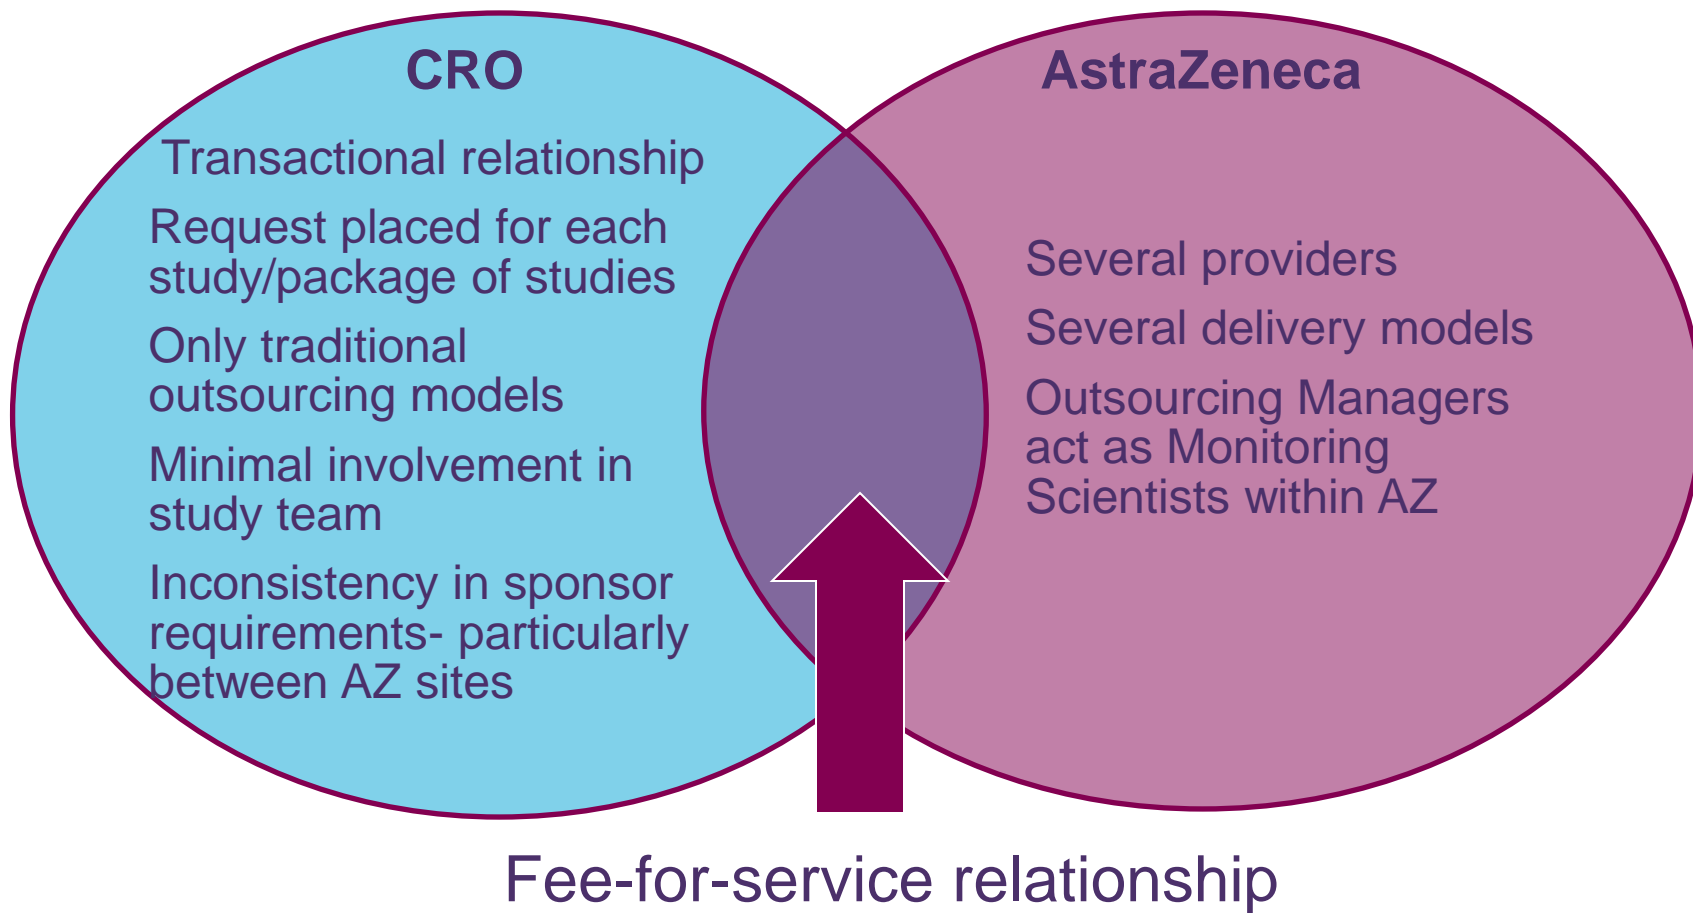 CRO
Transactional relationship
Request placed for each
study/package of studies
Only traditional
outsourcing models
Minimal involvement in
study team
Inconsistency in sponsor
requirements- particularly
between AZ sites
AstraZeneca
Several providers
Several delivery models
Outsourcing Managers
act as Monitoring
Scientists within AZ
Fee-for-service relationship